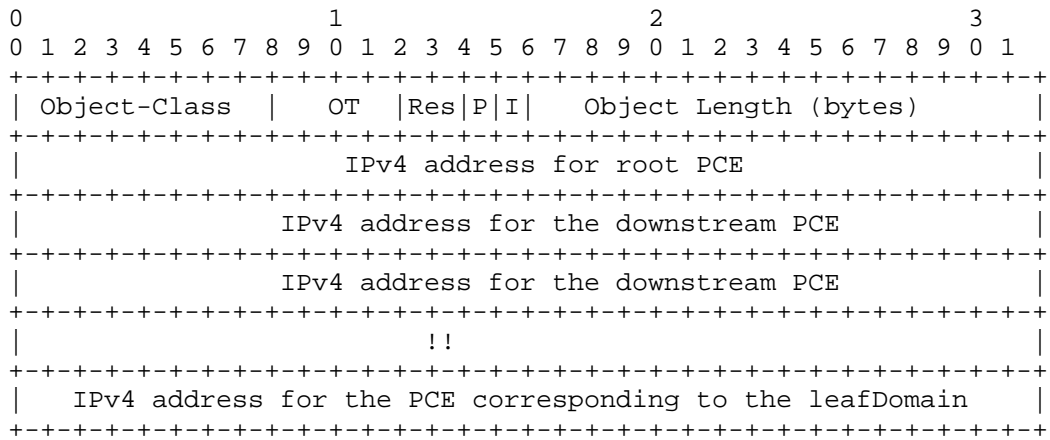 0                   1                   2                   3
0 1 2 3 4 5 6 7 8 9 0 1 2 3 4 5 6 7 8 9 0 1 2 3 4 5 6 7 8 9 0 1
+-+-+-+-+-+-+-+-+-+-+-+-+-+-+-+-+-+-+-+-+-+-+-+-+-+-+-+-+-+-+-+-+
| Object-Class  |   OT  |Res|P|I|   Object Length (bytes)       |
+-+-+-+-+-+-+-+-+-+-+-+-+-+-+-+-+-+-+-+-+-+-+-+-+-+-+-+-+-+-+-+-+
|                    IPv4 address for root PCE                  |
+-+-+-+-+-+-+-+-+-+-+-+-+-+-+-+-+-+-+-+-+-+-+-+-+-+-+-+-+-+-+-+-+
|                IPv4 address for the downstream PCE            |
+-+-+-+-+-+-+-+-+-+-+-+-+-+-+-+-+-+-+-+-+-+-+-+-+-+-+-+-+-+-+-+-+
|                IPv4 address for the downstream PCE            |
+-+-+-+-+-+-+-+-+-+-+-+-+-+-+-+-+-+-+-+-+-+-+-+-+-+-+-+-+-+-+-+-+
|                         !!                                    |
+-+-+-+-+-+-+-+-+-+-+-+-+-+-+-+-+-+-+-+-+-+-+-+-+-+-+-+-+-+-+-+-+
|   IPv4 address for the PCE corresponding to the leafDomain    |
+-+-+-+-+-+-+-+-+-+-+-+-+-+-+-+-+-+-+-+-+-+-+-+-+-+-+-+-+-+-+-+-+